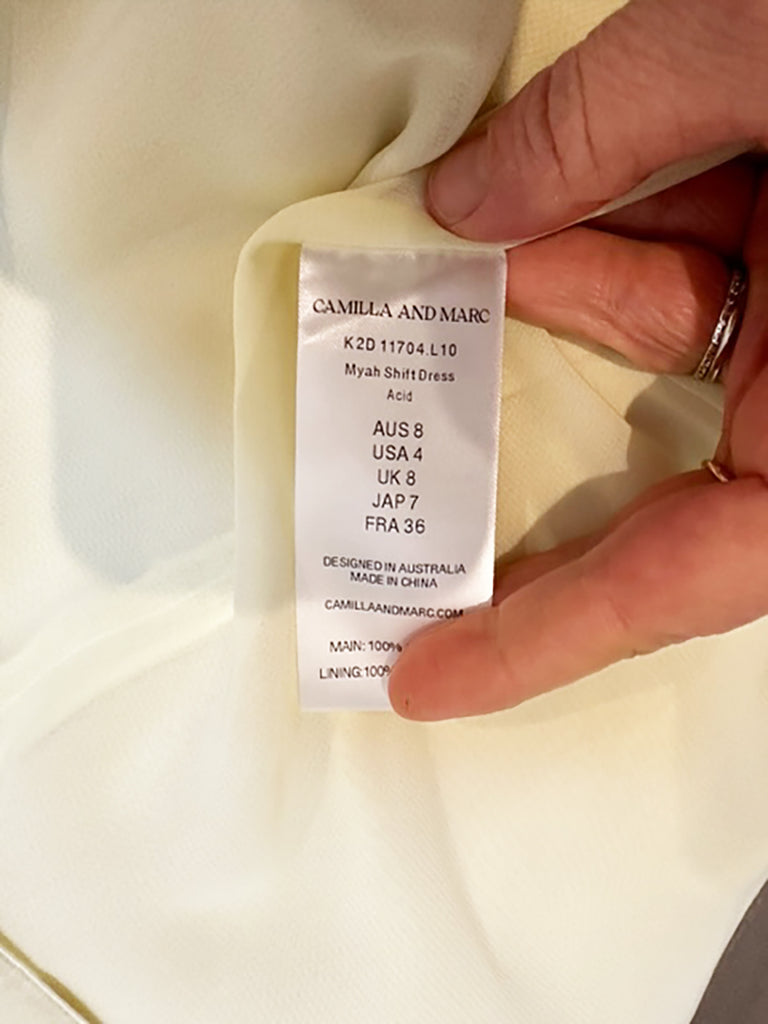 CAMILLA AND MARC
K2D 11704.L10
Myah Shift Dress
Acid
AUS 8
USA 4
UK 8
JAP 7
FRA 36
DESIGNED IN AUSTRALIA
MADE IN CHINA
CAMILLAANDMARC.COM
MAIN: 100%
LINING:100%